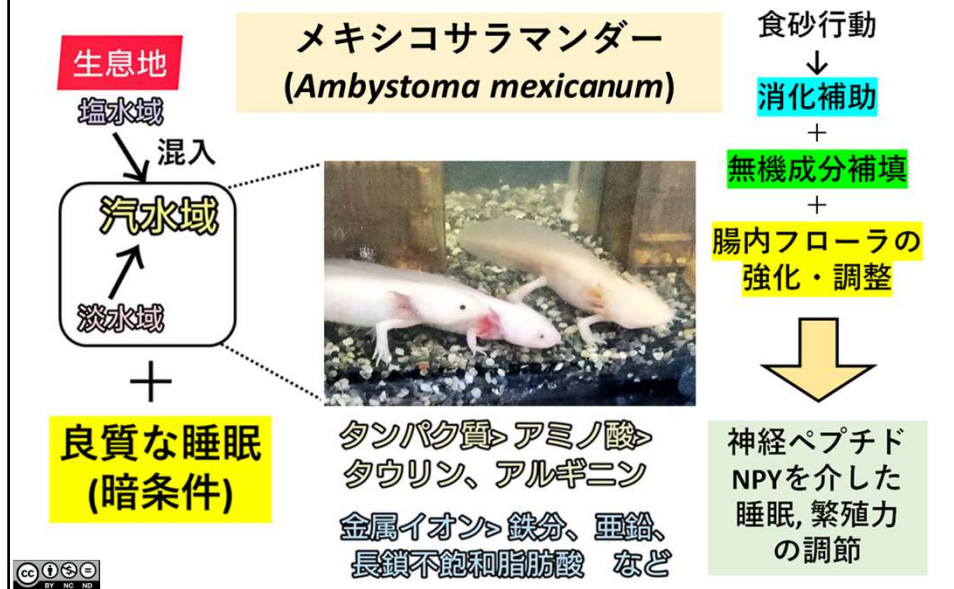 メキシコサラマンダー
(Ambystoma mexicanum)
生息地
塩水域
混入
汽水域
淡水域
+
良質な睡眠
(暗条件)
タンパク質> アミノ酸>
タウリン、アルギニン
金属イオン> 鉄分、亜鉛、
長鎖不飽和脂肪酸 など
食砂行動
↓
消化補助
+
無機成分補填
+
腸内フローラの
強化・調整
神経ペプチド
NPYを介した
睡眠, 繁殖力
の調節
cc
BY NC ND